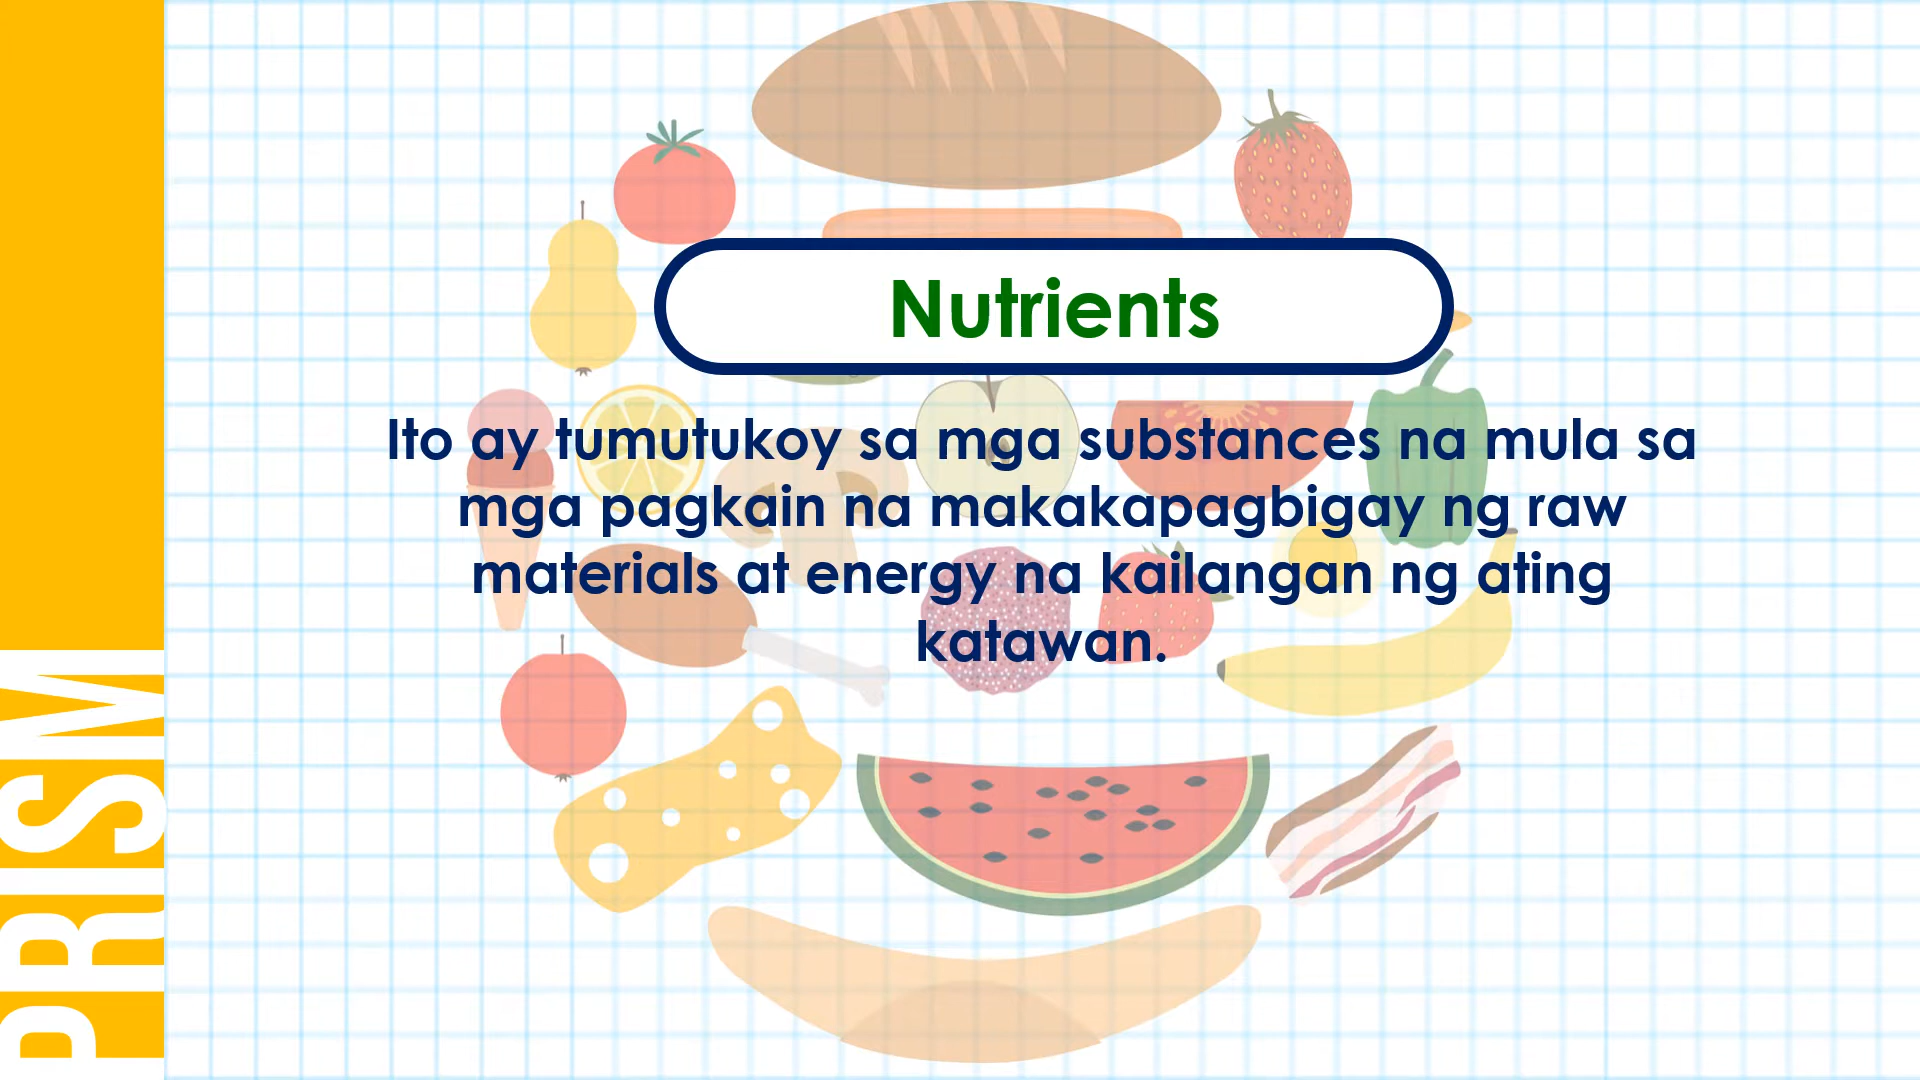 Nutrients
Ito ay tumutukoy sa mga substances na mula sa
mga pagkain na makakapagbigay ng raw
materials at energy na kailangan ng ating
katawan.
PRISM